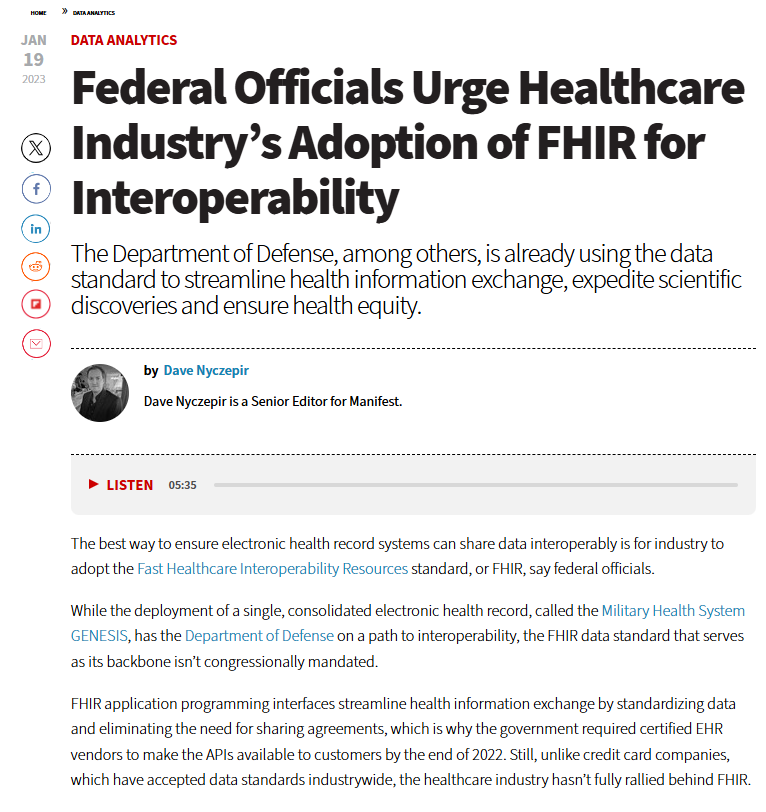 HOME » DATA ANALYTICS
JAN
19
2023
DATA ANALYTICS
Federal Officials Urge Healthcare
Industry’s Adoption of FHIR for
Interoperability
The Department of Defense, among others, is already using the data
standard to streamline health information exchange, expedite scientific
discoveries and ensure health equity.
by Dave Nyczepir
Dave Nyczepir is a Senior Editor for Manifest.
LISTEN 05:35
The best way to ensure electronic health record systems can share data interoperably is for industry to
adopt the Fast Healthcare Interoperability Resources standard, or FHIR, say federal officials.
While the deployment of a single, consolidated electronic health record, called the Military Health System
GENESIS, has the Department of Defense on a path to interoperability, the FHIR data standard that serves
as its backbone isn’t congressionally mandated.
FHIR application programming interfaces streamline health information exchange by standardizing data
and eliminating the need for sharing agreements, which is why the government required certified EHR
vendors to make the APIs available to customers by the end of 2022. Still, unlike credit card companies,
which have accepted data standards industrywide, the healthcare industry hasn’t fully rallied behind FHIR.